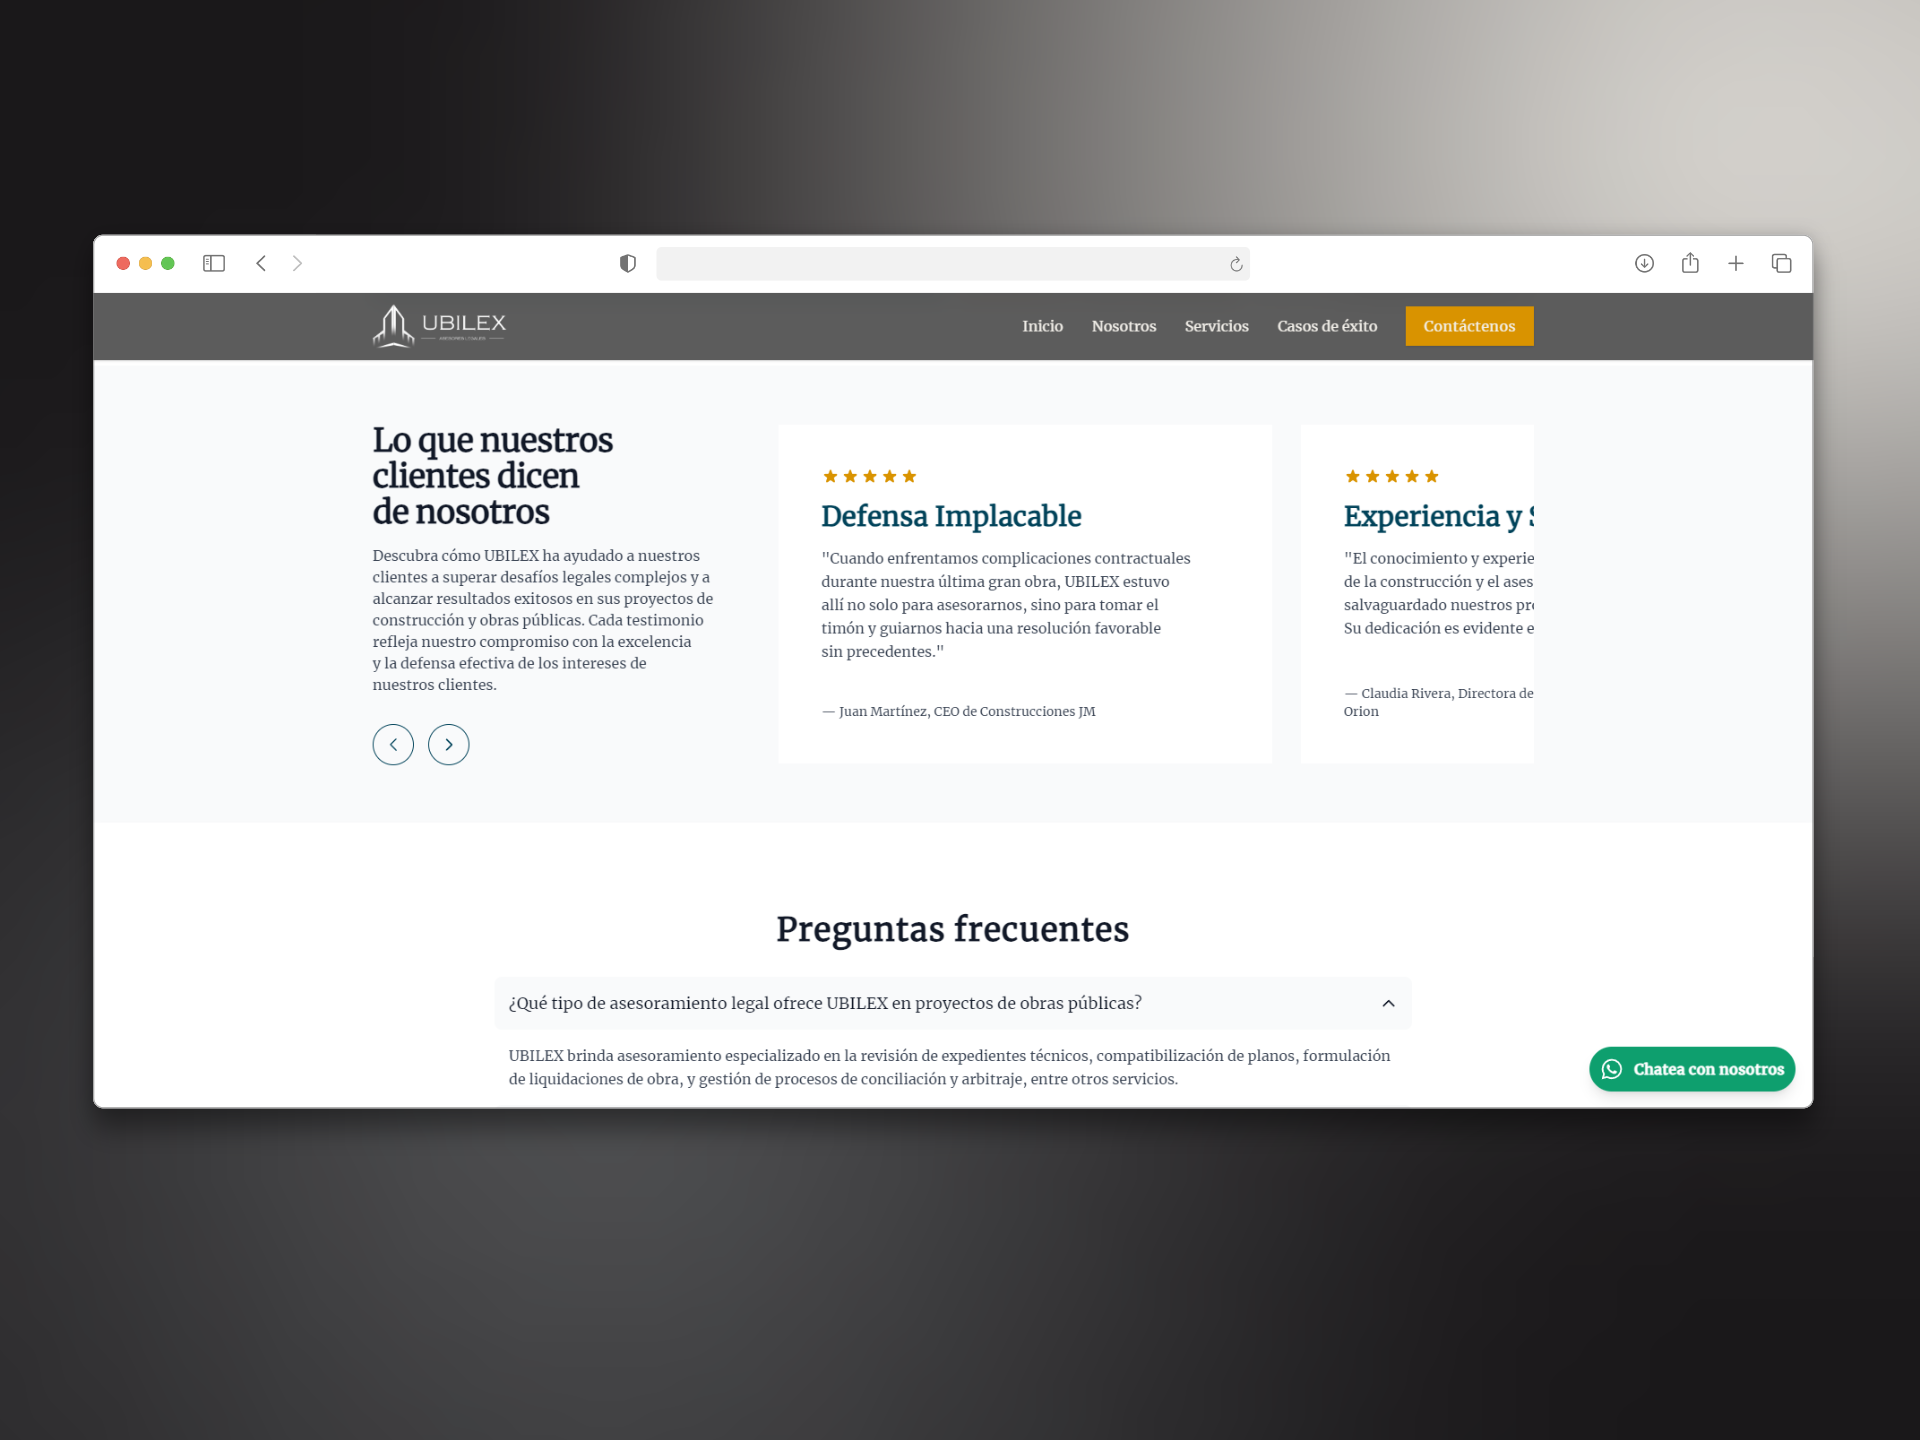 UBILEX
Inicio
Nosotros
Servicios
Casos de éxito
Contáctenos
Lo que nuestros
clientes dicen
de nosotros
Descubra cómo UBILEX ha ayudado a nuestros
clientes a superar desafíos legales complejos y a
alcanzar resultados exitosos en sus proyectos de
construcción y obras públicas. Cada testimonio
refleja nuestro compromiso con la excelencia
y la defensa efectiva de los intereses de
nuestros clientes.
Defensa Implacable
"Cuando enfrentamos complicaciones contractuales
durante nuestra última gran obra, UBILEX estuvo
allí no solo para asesorarnos, sino para tomar el
timón y guiarnos hacia una resolución favorable
sin precedentes."
— Juan Martínez, CEO de Construcciones JM
Experiencia y
"El conocimiento y experie
de la construcción y el ases
salvaguardado nuestros pro
Su dedicación es evidente e
— Claudia Rivera, Directora de
Orion
Preguntas frecuentes
¿Qué tipo de asesoramiento legal ofrece UBILEX en proyectos de obras públicas?
UBILEX brinda asesoramiento especializado en la revisión de expedientes técnicos, compatibilización de planos, formulación
de liquidaciones de obra, y gestión de procesos de conciliación y arbitraje, entre otros servicios.
Chatea con nosotros